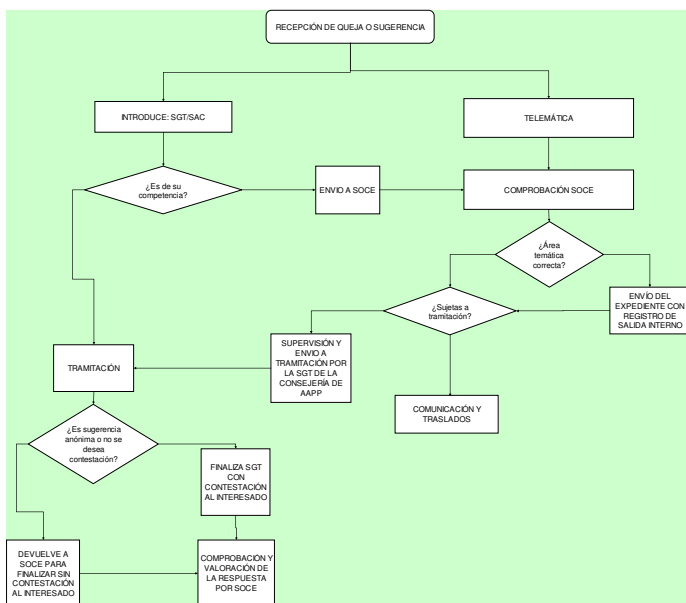 RECEPCIÓN DE QUEJA O SUGERENCIA
INTRODUCE: SGT/SAC
TELEMÁTICA
¿Es de su
competencia?
ENVIO A SOCE
COMPROBACIÓN SOCE
¿Área
temática
correcta?
ENVÍO DEL
EXPEDIENTE CON
REGISTRO DE
SALIDA INTERNO
¿Sujetas a
tramitación?
SUPERVISIÓN Y
ENVIO A
TRAMITACIÓN POR
LA SGT DE LA
CONSEJERÍA DE
AAPP
TRAMITACIÓN
COMUNICACIÓN Y
TRASLADOS
¿Es sugerencia
anónima o no se
desea
contestación?
FINALIZA SGT
CON
CONTESTACIÓN
AL INTERESADO
DEVUELVE A
SOCE PARA
FINALIZAR SIN
CONTESTACIÓN
AL INTERESADO
COMPROBACIÓN Y
VALORACIÓN DE
LA RESPUESTA
POR SOCE